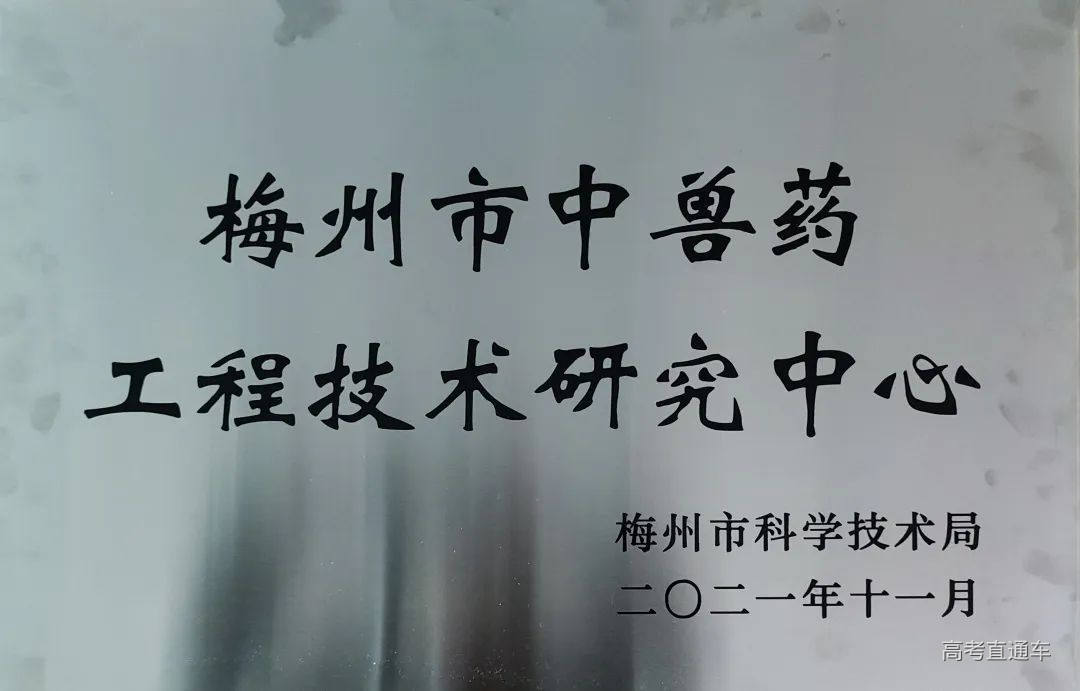 梅州市中兽药
工程技术研究中心
梅州市科学技术局
二〇二一年十一月
高考直通车